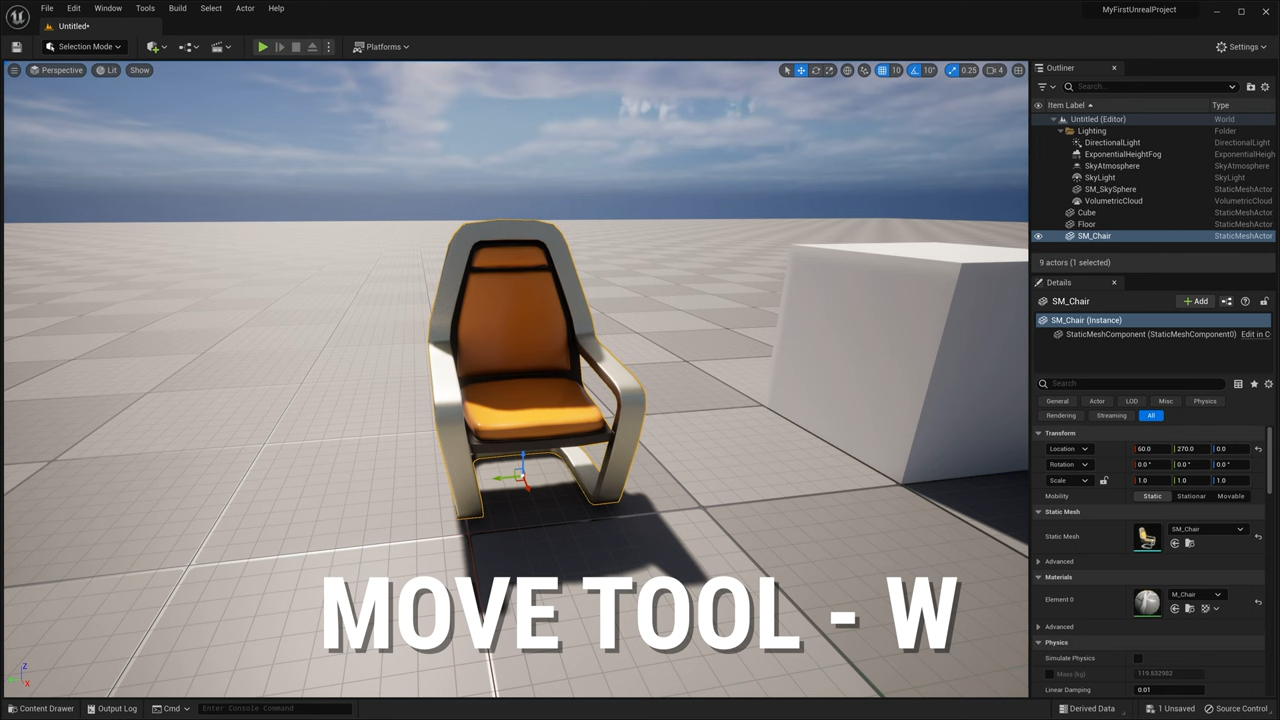 File Edit Window Tools Build Select Actor Help
MyFirstUnrealProject
Untitled*
Selection Mode
Platforms
Settings
Perspective Lit Show
10 10° 0.25 4
Outliner
Search...
Item Label Type
Untitled (Editor) World
Lighting Folder
DirectionalLight DirectionalLight
ExponentialHeightFog ExponentialHeigh
SkyAtmosphere SkyAtmosphere
SkyLight SkyLight
SM_SkySphere StaticMeshActor
VolumetricCloud VolumetricCloud
Cube StaticMeshActor
Floor StaticMeshActor
SM_Chair StaticMeshActor
9 actors (1 selected)
Details
SM_Chair
Add
SM_Chair (Instance)
StaticMeshComponent (StaticMeshComponent0) Edit in C
Search
General Actor LOD Misc Physics
Rendering Streaming All
Transform
Location 60.0 270.0 0.0
Rotation 0.0° 0.0° 0.0°
Scale 1.0 1.0 1.0
Mobility Static Stationar Movable
Static Mesh
Static Mesh SM_Chair
Advanced
Materials
Element 0 M_Chair
Advanced
Physics
Simulate Physics
Mass (kg) 119.632982
Linear Damping 0.01
MOVE TOOL - W
Z
X
Content Drawer Output Log Cmd Enter Console Command
Derived Data 1 Unsaved Source Control